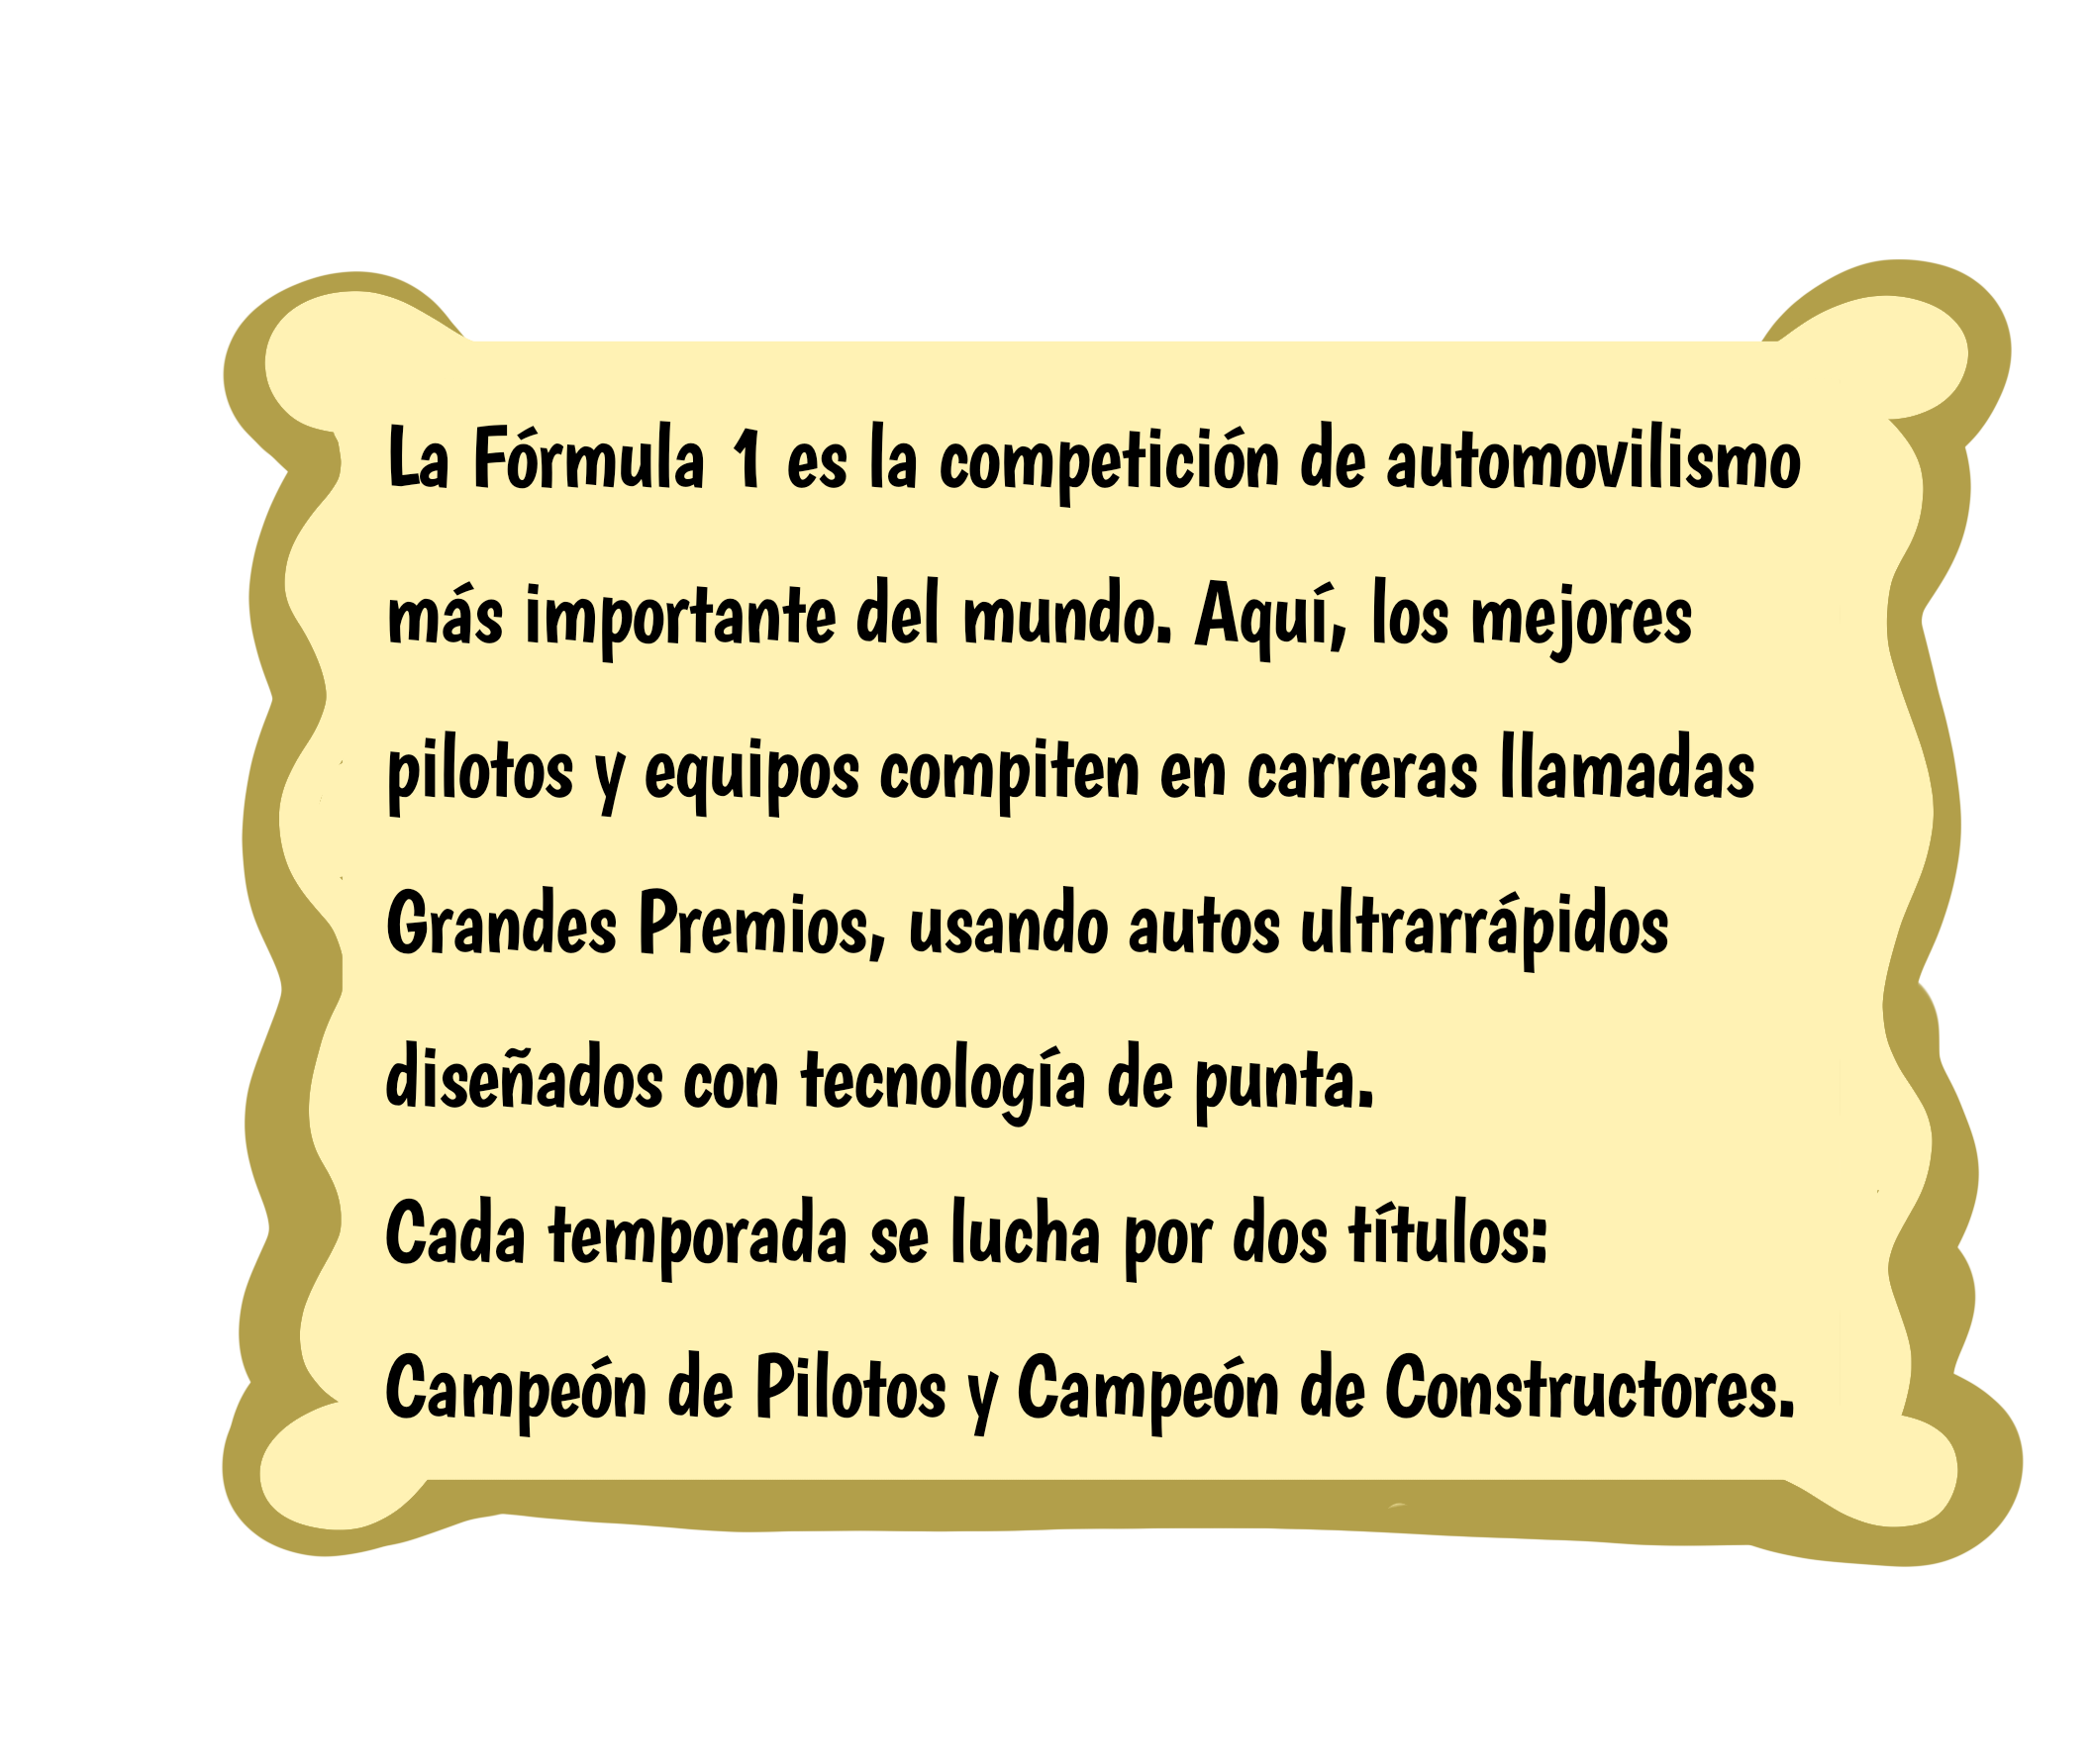 La Fórmula 1 es la competición de automovilismo
más importante del mundo. Aquí, los mejores
pilotos y equipos compiten en carreras llamadas
Grandes Premios, usando autos ultrarrápidos
diseñados con tecnología de punta.
Cada temporada se lucha por dos títulos:
Campeón de Pilotos y Campeón de Constructores.